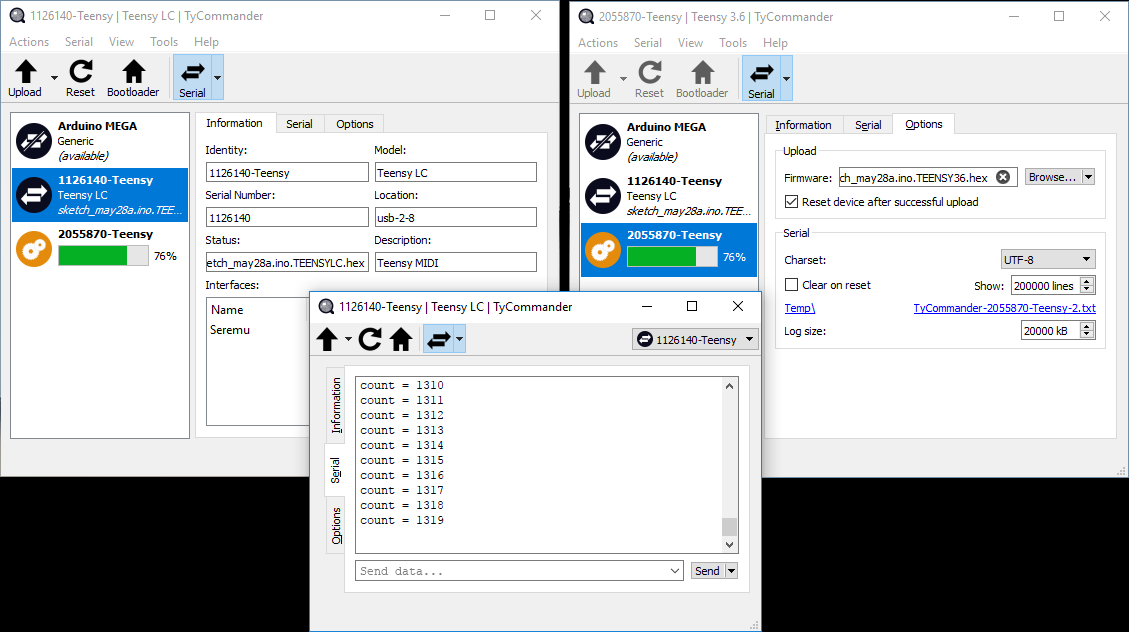 1126140-Teensy | Teensy LC | TyCommander
Actions Serial View Tools Help
Upload Reset Bootloader Serial
Arduino MEGA
Generic
(available)
1126140-Teensy
Teensy LC
sketch_may28a.ino.TEE...
2055870-Teensy
76%
Information Serial Options
Identity: Model:
1126140-Teensy Teensy LC
Serial Number: Location:
1126140 usb-2-8
Status: Description:
etch_may28a.ino.TEENSYLC.hex Teensy MIDI
Interfaces:
Name
Seremu
2055870-Teensy | Teensy 3.6 | TyCommander
Actions Serial View Tools Help
Upload Reset Bootloader Serial
Arduino MEGA
Generic
(available)
1126140-Teensy
Teensy LC
sketch_may28a.ino.TEE...
2055870-Teensy
76%
Information Serial Options
Upload
Firmware: ch_may28a.ino.TEENSY36.hex Browse...
Reset device after successful upload
Serial
Charset: UTF-8
Clear on reset Show: 200000 lines
Temp\ TyCommander-2055870-Teensy-2.txt
Log size: 20000 kB
1126140-Teensy | Teensy LC | TyCommander
1126140-Teensy
Information
Serial
Options
count = 1310
count = 1311
count = 1312
count = 1313
count = 1314
count = 1315
count = 1316
count = 1317
count = 1318
count = 1319
Send data... Send